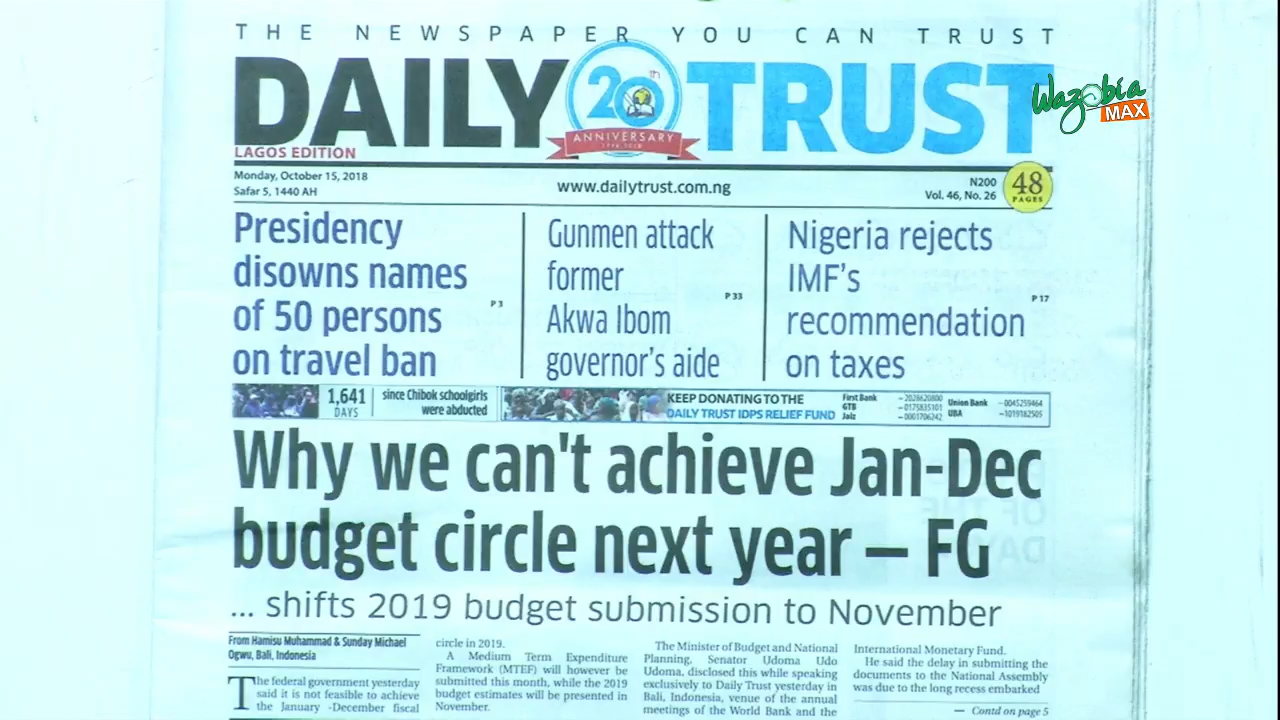 THE NEWSPAPER YOU CAN TRUST
DAILY TRUST
20th
ANNIVERSARY
Wazobia
MAX
LAGOS EDITION
Monday, October 15, 2018
Safar 5, 1440 AH
www.dailytrust.com.ng
N200
Vol. 46, No. 26
48
PAGES
Presidency
disowns names
of 50 persons
on travel ban
P 3
Gunmen attack
former
Akwa Ibom
governor's aide
P 33
Nigeria rejects
IMF's
recommendation
on taxes
P 17
1,641
DAYS
since Chibok schoolgirls
were abducted
KEEP DONATING TO THE
DAILY TRUST IDPS RELIEF FUND
First Bank
GTB
Jaiz
Union Bank
UBA
Why we can't achieve Jan-Dec
budget circle next year – FG
... shifts 2019 budget submission to November
From Hamisu Muhammad & Sunday Michael
Ogwu, Bali, Indonesia
The federal government yesterday
said it is not feasible to achieve
the January -December fiscal
circle in 2019.
A Medium Term Expenditure
Framework (MTEF) will however be
submitted this month, while the 2019
budget estimates will be presented in
November.
The Minister of Budget and National
Planning, Senator Udoma Udo
Udoma, disclosed this while speaking
exclusively to Daily Trust yesterday in
Bali, Indonesia, venue of the annual
meetings of the World Bank and the
International Monetary Fund.
He said the delay in submitting the
documents to the National Assembly
was due to the long recess embarked
— Contd on page 5